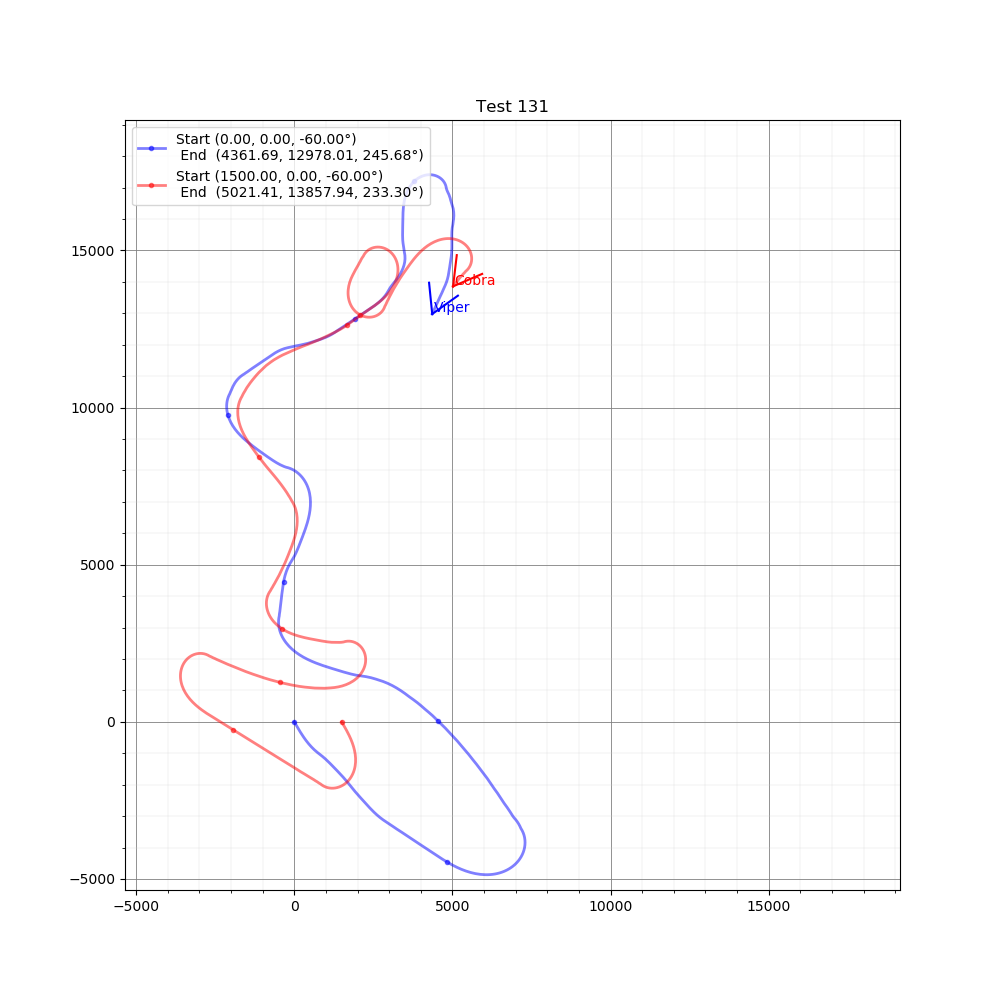 Test 131
Start (0.00, 0.00, -60.00°)
End (4361.69, 12978.01, 245.68°)
Start (1500.00, 0.00, -60.00°)
End (5021.41, 13857.94, 233.30°)
Cobra
Viper
15000
10000
5000
0
−5000
−5000 0 5000 10000 15000